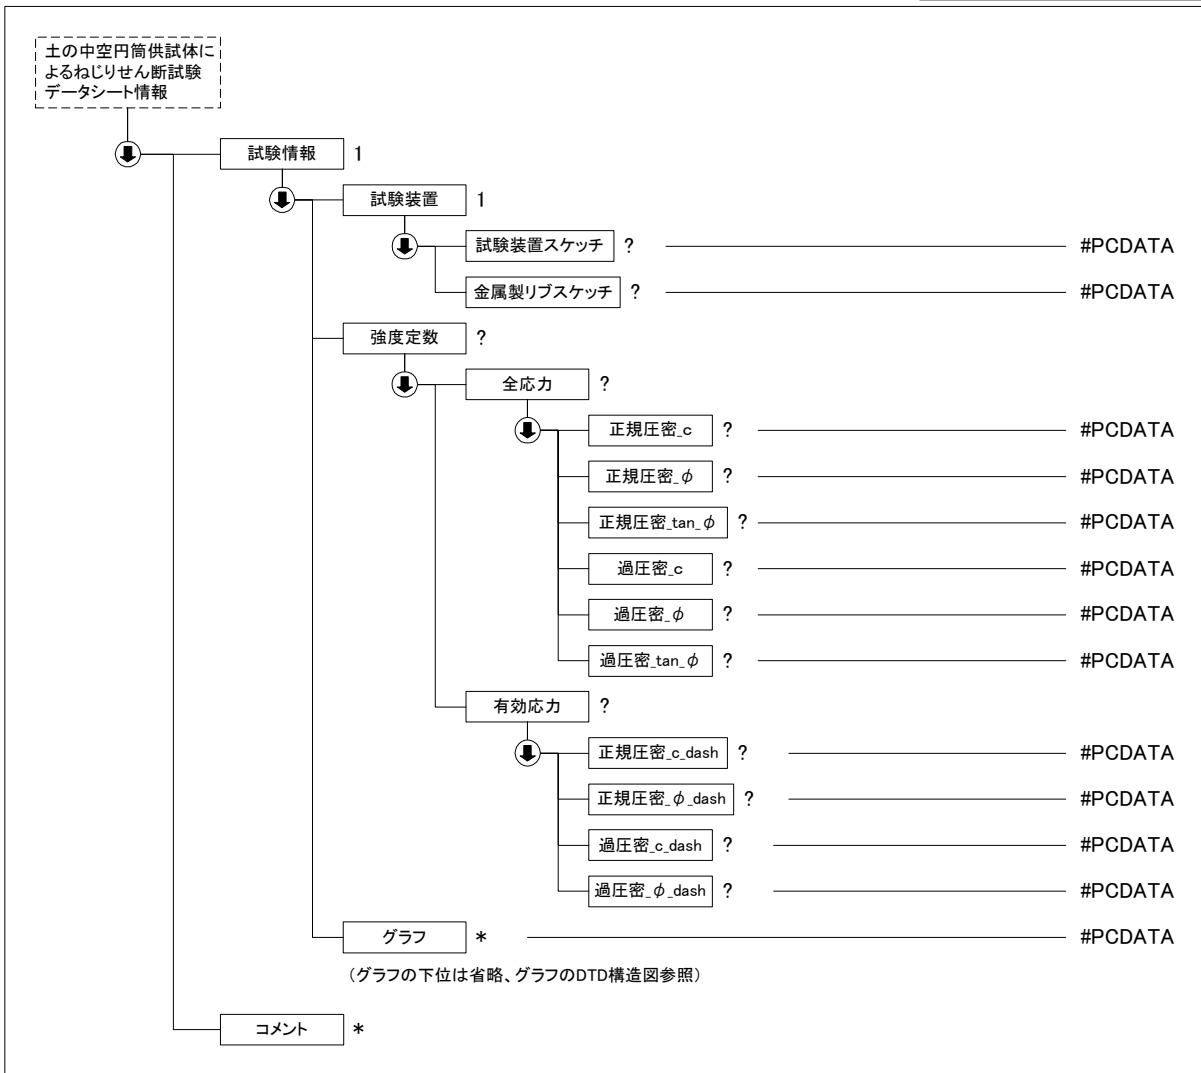 土の中空円筒供試体に
よるねじりせん断試験
データシート情報
試験情報 1
試験装置 1
試験装置スケッチ ? #PCDATA
金属製リブスケッチ ? #PCDATA
強度定数 ?
全応力 ?
正規圧密_c ? #PCDATA
正規圧密_φ ? #PCDATA
正規圧密_tan_φ ? #PCDATA
過圧密_c ? #PCDATA
過圧密_φ ? #PCDATA
過圧密_tan_φ ? #PCDATA
有効応力 ?
正規圧密_c_dash ? #PCDATA
正規圧密_φ_dash ? #PCDATA
過圧密_c_dash ? #PCDATA
過圧密_φ_dash ? #PCDATA
グラフ * #PCDATA
(グラフの下位は省略、グラフのDTD構造図参照)
コメント *